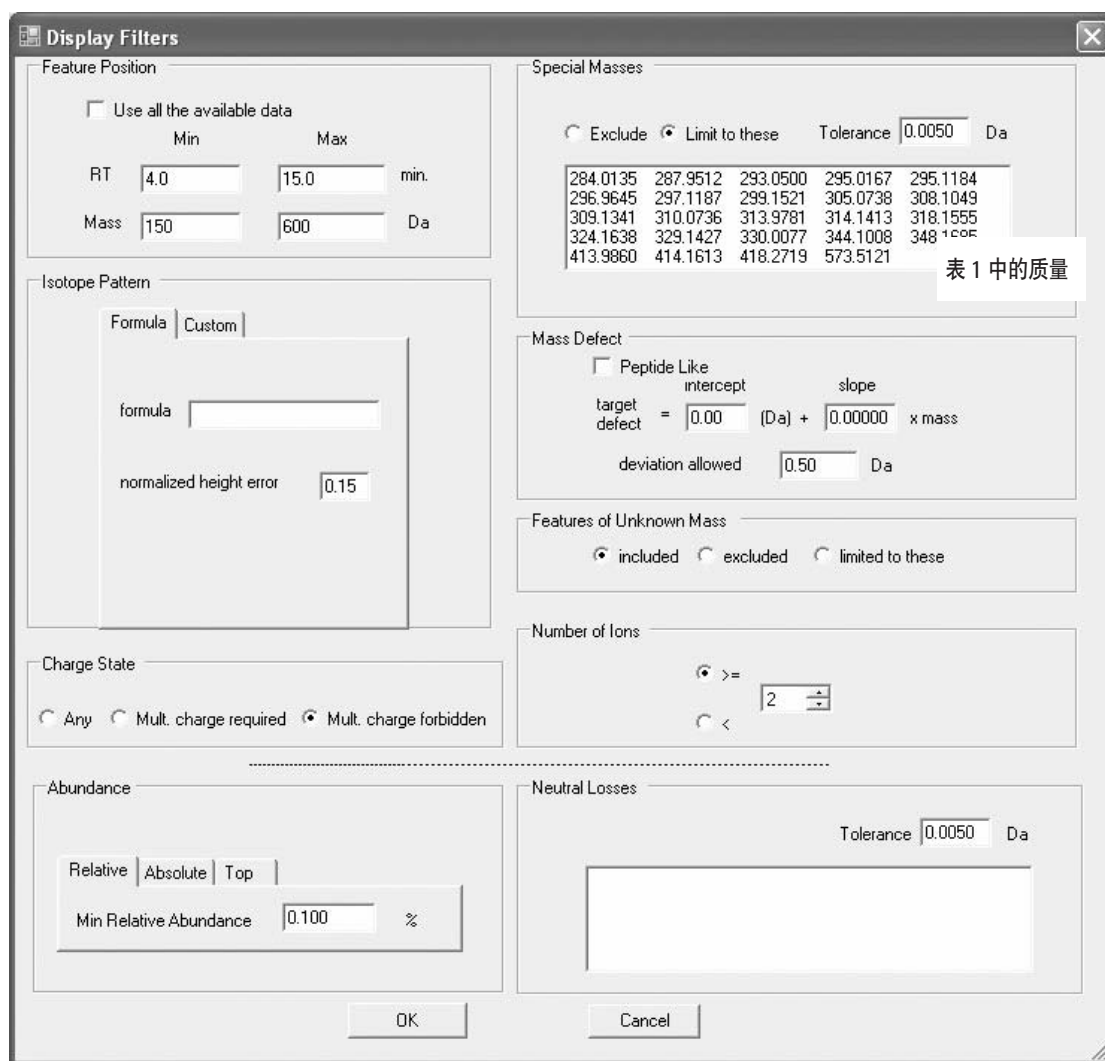 Display Filters
Feature Position
Use all the available data
Min Max
RT 4.0 15.0 min.
Mass 150 600 Da
Isotope Pattern
Formula Custom
formula
normalized height error 0.15
Charge State
Any Mult. charge required Mult. charge forbidden
Abundance
Relative Absolute Top
Min Relative Abundance 0.100 %
Special Masses
Exclude Limit to these Tolerance 0.0050 Da
284.0135 287.9512 293.0500 295.0167 295.1184
296.9645 297.1187 299.1521 305.0738 308.1049
309.1341 310.0736 313.9781 314.1413 318.1555
324.1638 329.1427 330.0077 344.1008
413.9860 414.1613 418.2719 573.5121
表 1 中的质量
Mass Defect
Peptide Like
intercept slope
target defect = 0.00 (Da) + 0.00000 x mass
deviation allowed 0.50 Da
Features of Unknown Mass
included excluded limited to these
Number of Ions
>=
2
<
Neutral Losses
Tolerance 0.0050 Da
OK Cancel